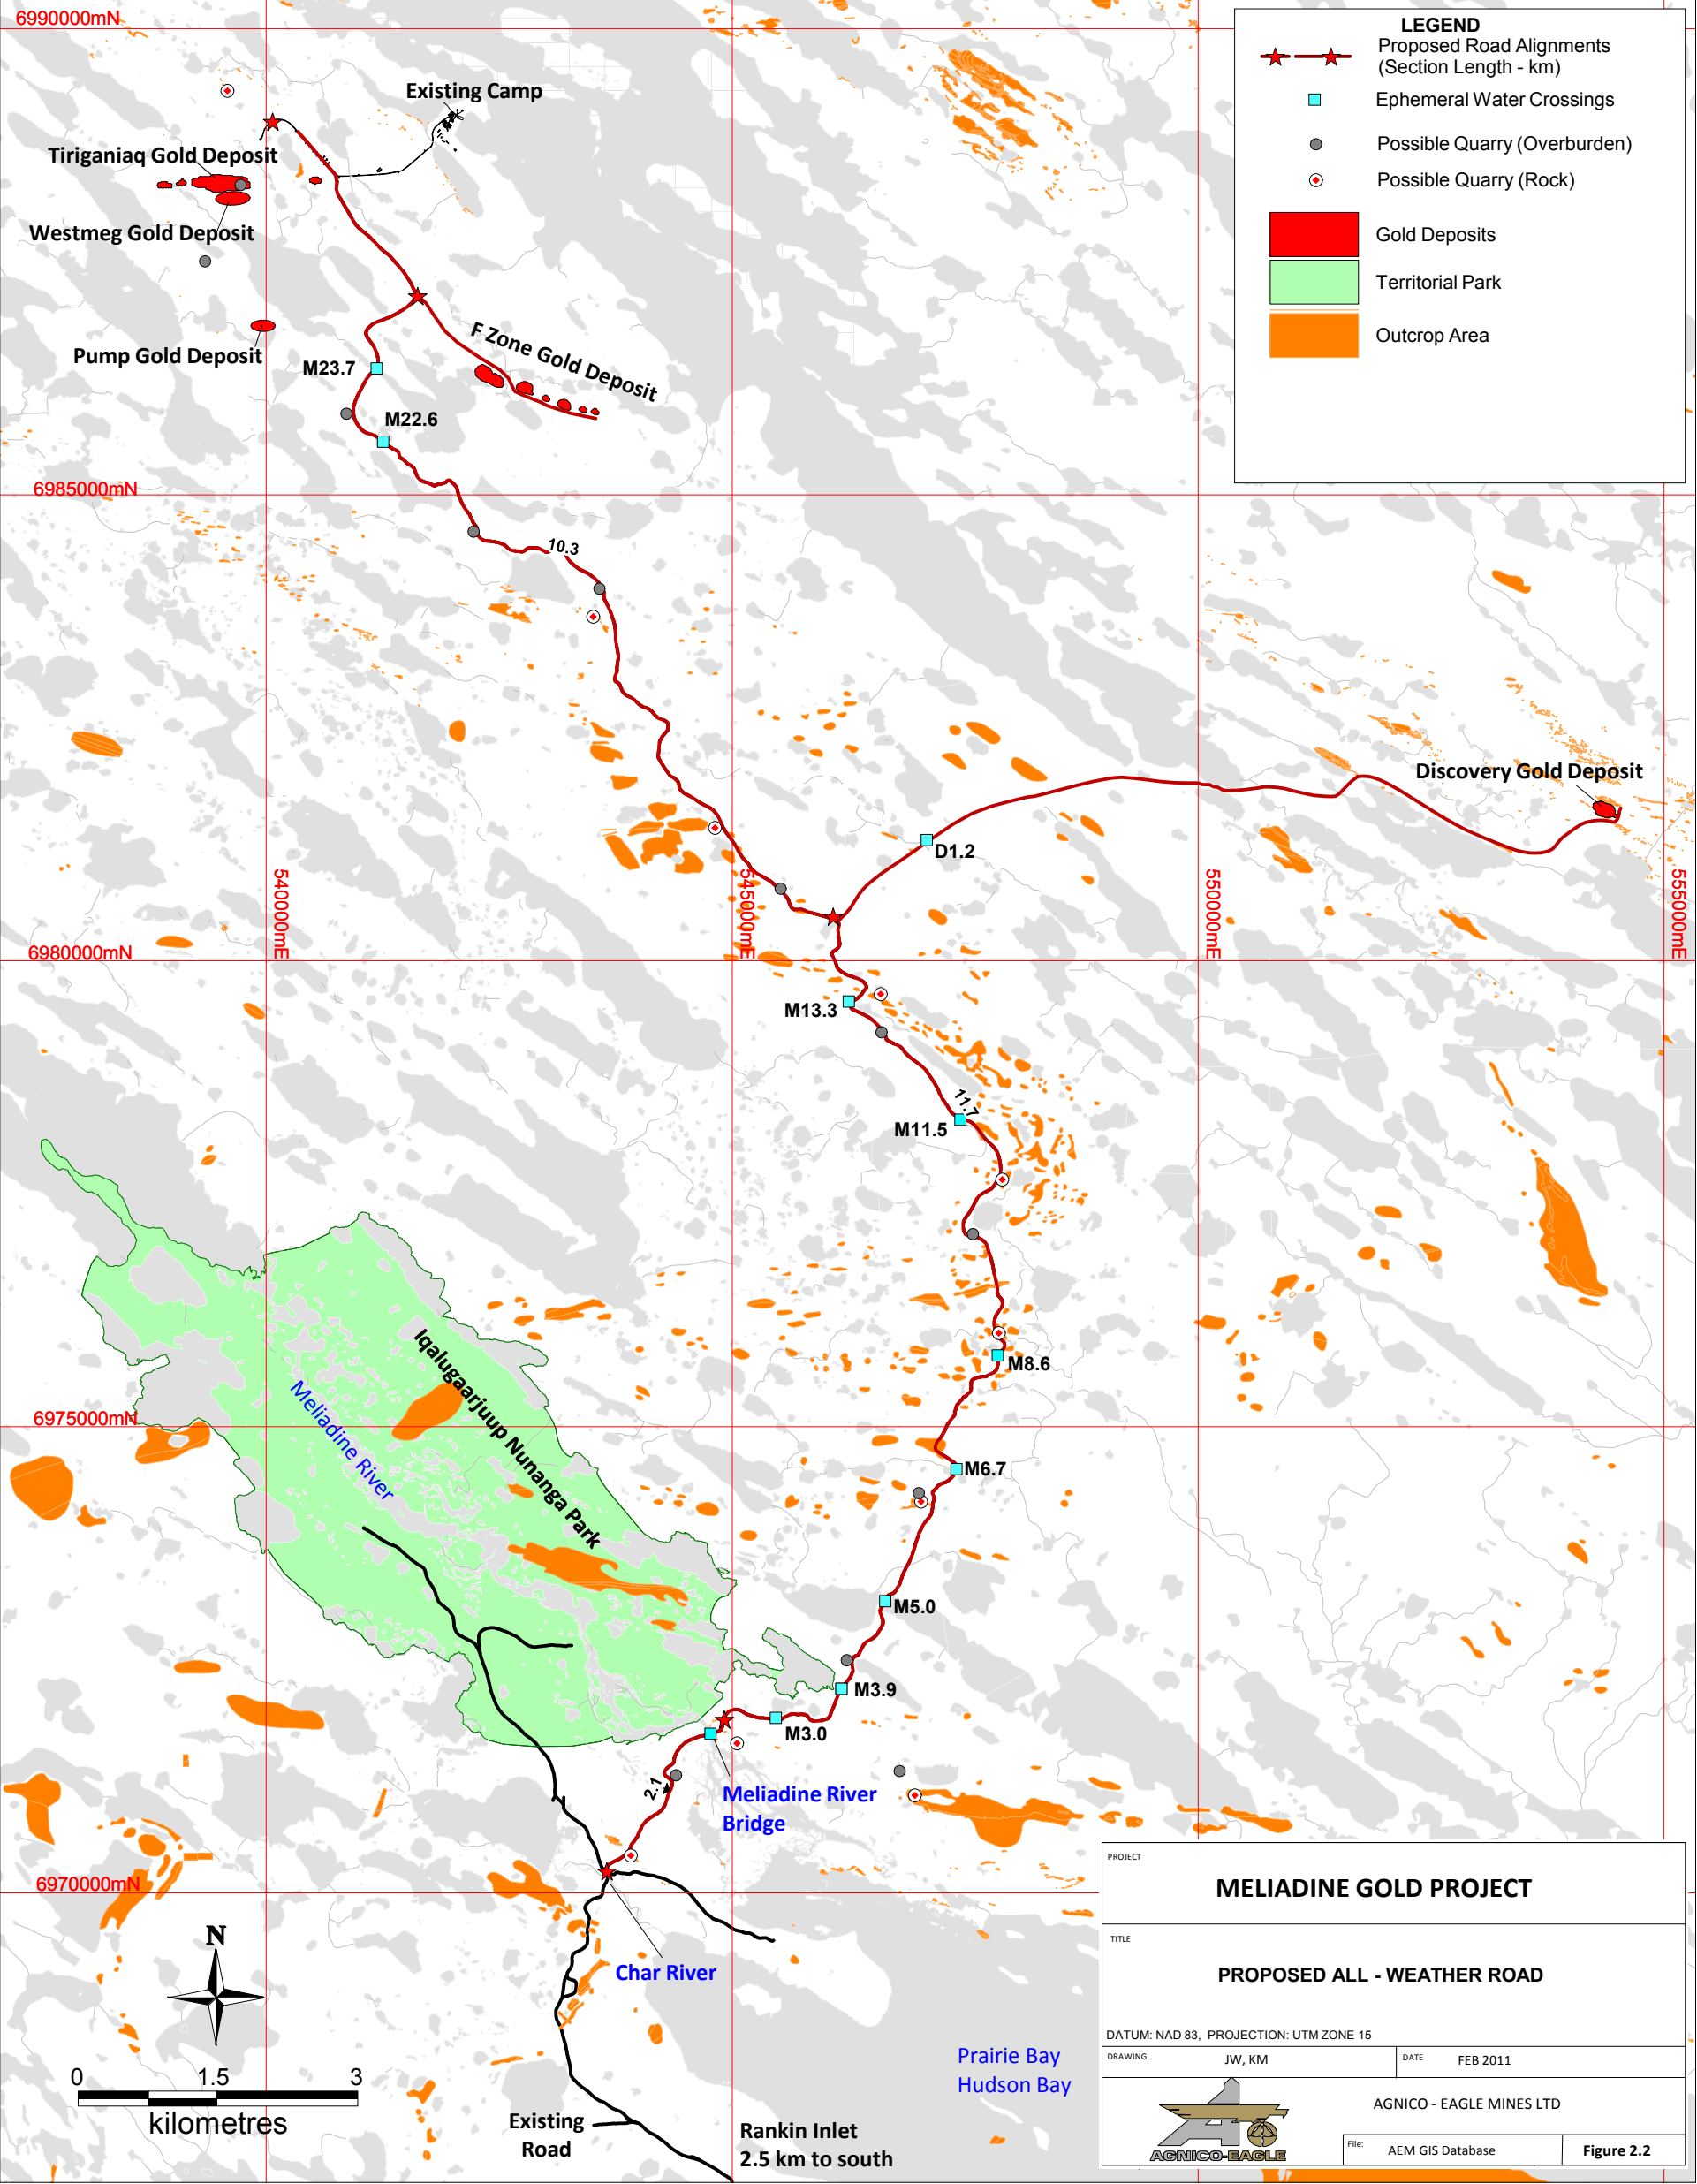 6990000mN
LEGEND
Proposed Road Alignments
(Section Length - km)
Ephemeral Water Crossings
Possible Quarry (Overburden)
Possible Quarry (Rock)
Gold Deposits
Territorial Park
Outcrop Area
Existing Camp
Tiriganiaq Gold Deposit
Westmeg Gold Deposit
Pump Gold Deposit
F Zone Gold Deposit
M23.7
M22.6
6985000mN
10.3
Discovery Gold Deposit
D1.2
540000mE
545000mE
550000mE
555000mE
6980000mN
M13.3
11.7
M11.5
M8.6
Iqalugaarjuup Nunanga Park
Meliadine River
6975000mN
M6.7
M5.0
M3.9
M3.0
2.1
Meliadine River
Bridge
6970000mN
Char River
N
0 1.5 3
kilometres
Existing
Road
Rankin Inlet
2.5 km to south
Prairie Bay
Hudson Bay
PROJECT
MELIADINE GOLD PROJECT
TITLE
PROPOSED ALL - WEATHER ROAD
DATUM: NAD 83, PROJECTION: UTM ZONE 15
DRAWING JW, KM DATE FEB 2011
AGNICO - EAGLE MINES LTD
AGNICO-EAGLE
File: AEM GIS Database Figure 2.2